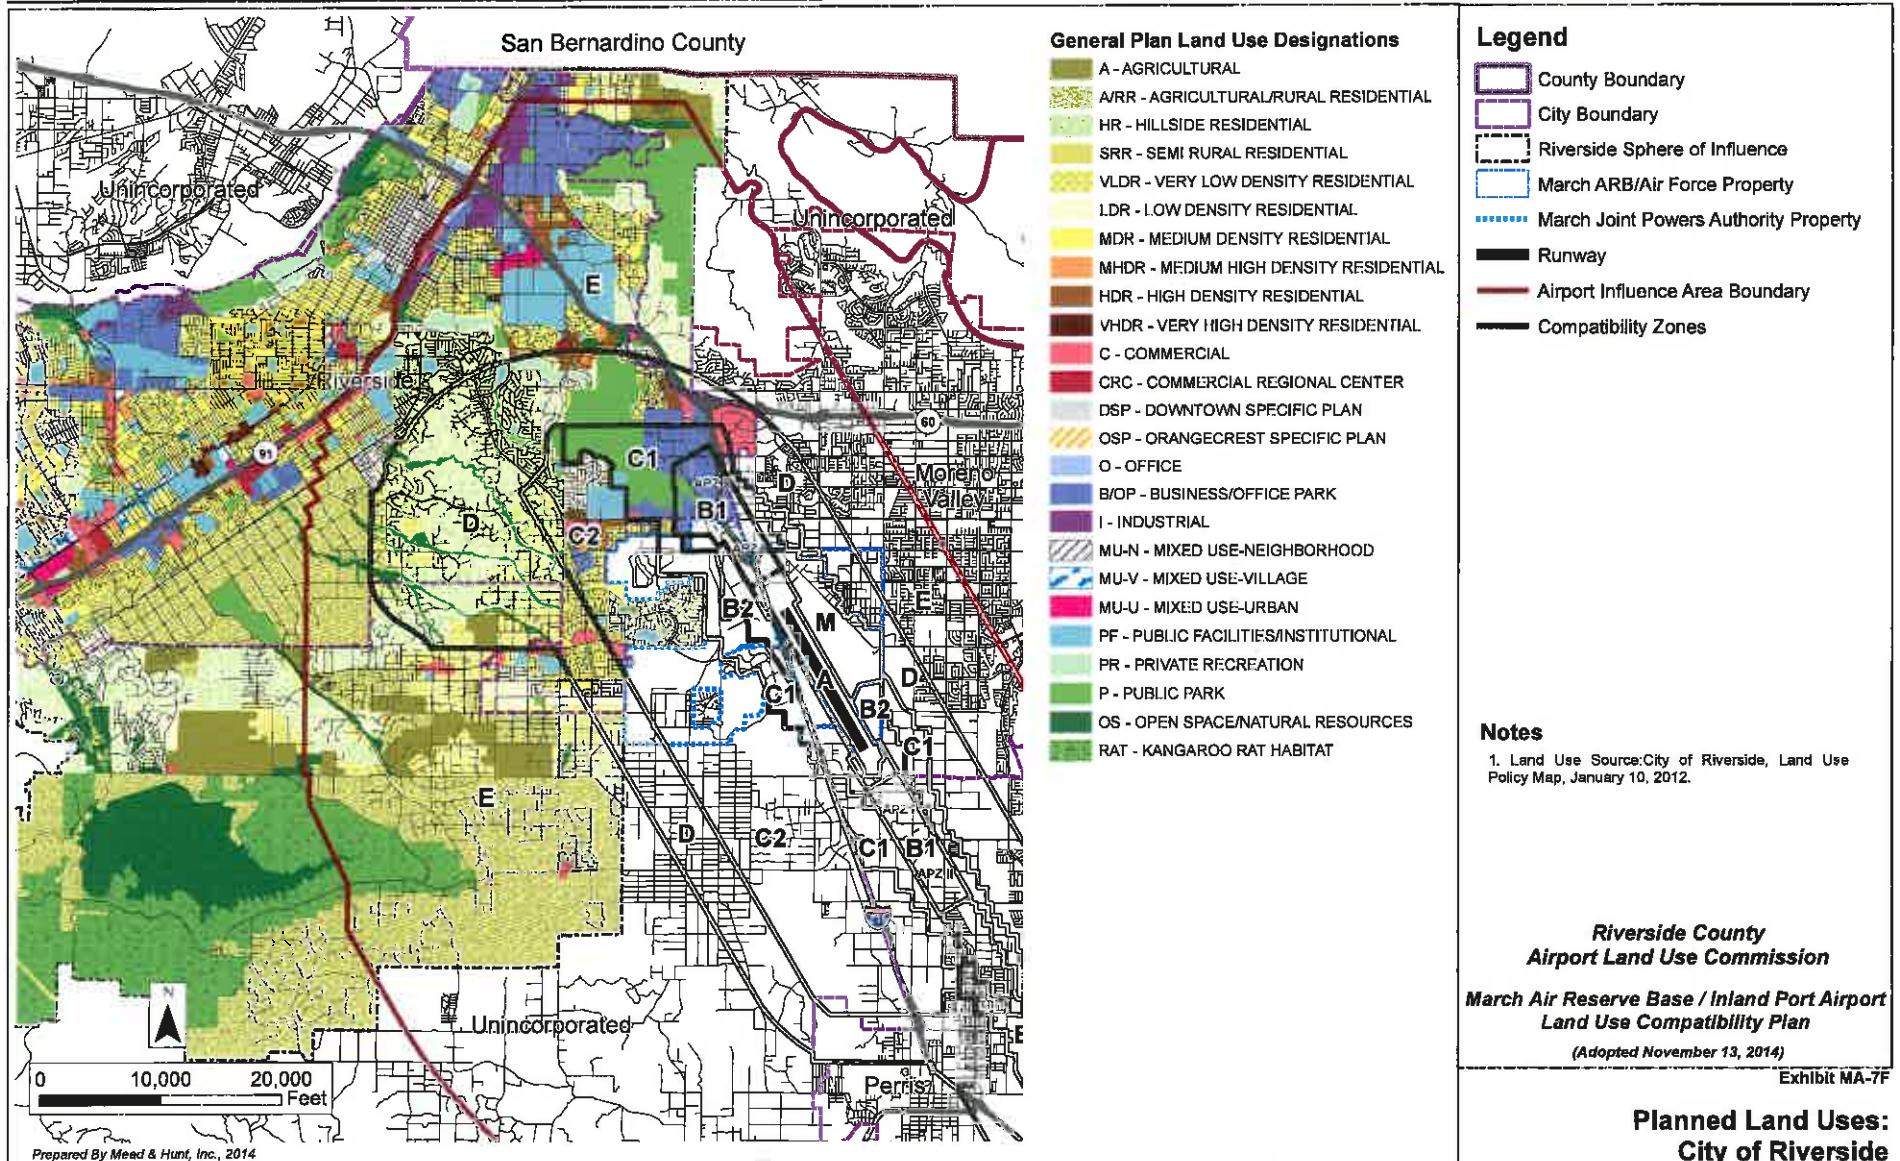 San Bernardino County
Unincorporated
Unincorporated
E
Riverside
60
91
C1
D
Moreno
Valley
APZ II
B1
D
C2
APZ I
B2
M
E
A
D
C1
B2
C1
E
APZ I
D
C2
C1
B1
APZ II
Unincorporated
E
Perris
N
0 10,000 20,000
Feet
Prepared By Mead & Hunt, Inc., 2014
General Plan Land Use Designations
A - AGRICULTURAL
A/RR - AGRICULTURAL/RURAL RESIDENTIAL
HR - HILLSIDE RESIDENTIAL
SRR - SEMI RURAL RESIDENTIAL
VLDR - VERY LOW DENSITY RESIDENTIAL
LDR - LOW DENSITY RESIDENTIAL
MDR - MEDIUM DENSITY RESIDENTIAL
MHDR - MEDIUM HIGH DENSITY RESIDENTIAL
HDR - HIGH DENSITY RESIDENTIAL
VHDR - VERY HIGH DENSITY RESIDENTIAL
C - COMMERCIAL
CRC - COMMERCIAL REGIONAL CENTER
DSP - DOWNTOWN SPECIFIC PLAN
OSP - ORANGECREST SPECIFIC PLAN
O - OFFICE
B/OP - BUSINESS/OFFICE PARK
I - INDUSTRIAL
MU-N - MIXED USE-NEIGHBORHOOD
MU-V - MIXED USE-VILLAGE
MU-U - MIXED USE-URBAN
PF - PUBLIC FACILITIES/INSTITUTIONAL
PR - PRIVATE RECREATION
P - PUBLIC PARK
OS - OPEN SPACE/NATURAL RESOURCES
RAT - KANGAROO RAT HABITAT
Legend
County Boundary
City Boundary
Riverside Sphere of Influence
March ARB/Air Force Property
March Joint Powers Authority Property
Runway
Airport Influence Area Boundary
Compatibility Zones
Notes
1. Land Use Source:City of Riverside, Land Use
Policy Map, January 10, 2012.
Riverside County
Airport Land Use Commission
March Air Reserve Base / Inland Port Airport
Land Use Compatibility Plan
(Adopted November 13, 2014)
Exhibit MA-7F
Planned Land Uses:
City of Riverside